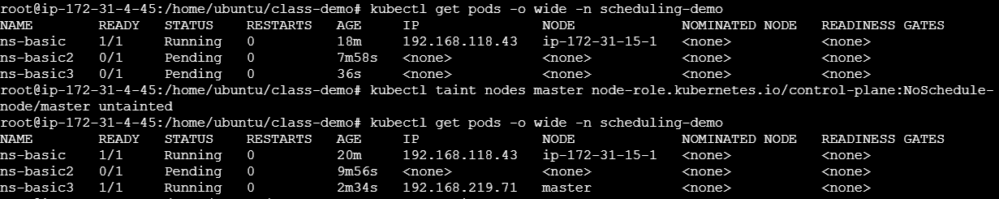 root@ip-172-31-4-45:/home/ubuntu/class-demo# kubectl get pods -o wide -n scheduling-demo
NAME READY STATUS RESTARTS AGE IP NODE NOMINATED NODE READINESS GATES
ns-basic 1/1 Running 0 18m 192.168.118.43 ip-172-31-15-1 <none> <none>
ns-basic2 0/1 Pending 0 7m58s <none> <none> <none> <none>
ns-basic3 0/1 Pending 0 36s <none> <none> <none> <none>
root@ip-172-31-4-45:/home/ubuntu/class-demo# kubectl taint nodes master node-role.kubernetes.io/control-plane:NoSchedule-
node/master untainted
root@ip-172-31-4-45:/home/ubuntu/class-demo# kubectl get pods -o wide -n scheduling-demo
NAME READY STATUS RESTARTS AGE IP NODE NOMINATED NODE READINESS GATES
ns-basic 1/1 Running 0 20m 192.168.118.43 ip-172-31-15-1 <none> <none>
ns-basic2 0/1 Pending 0 9m56s <none> <none> <none> <none>
ns-basic3 1/1 Running 0 2m34s 192.168.219.71 master <none> <none>